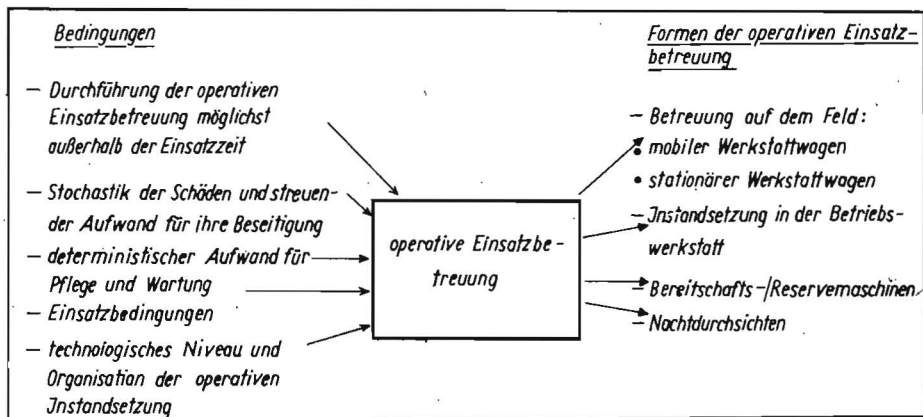 Bedingungen
– Durchführung der operativen
Einsatzbetreuung möglichst
außerhalb der Einsatzzeit
– Stochastik der Schäden und streuen-
der Aufwand für ihre Beseitigung
– deterministischer Aufwand für
Pflege und Wartung
– Einsatzbedingungen
– technologisches Niveau und
Organisation der operativen
Jnstandsetzung
operative Einsatzbe-
treuung
Formen der operativen Einsatz-
betreuung
– Betreuung auf dem Feld:
• mobiler Werkstattwagen
• stationärer Werkstattwagen
– Jnstandsetzung in der Betriebs-
werkstatt
– Bereitschafts-/Reservemaschinen
– Nachtdurchsichten